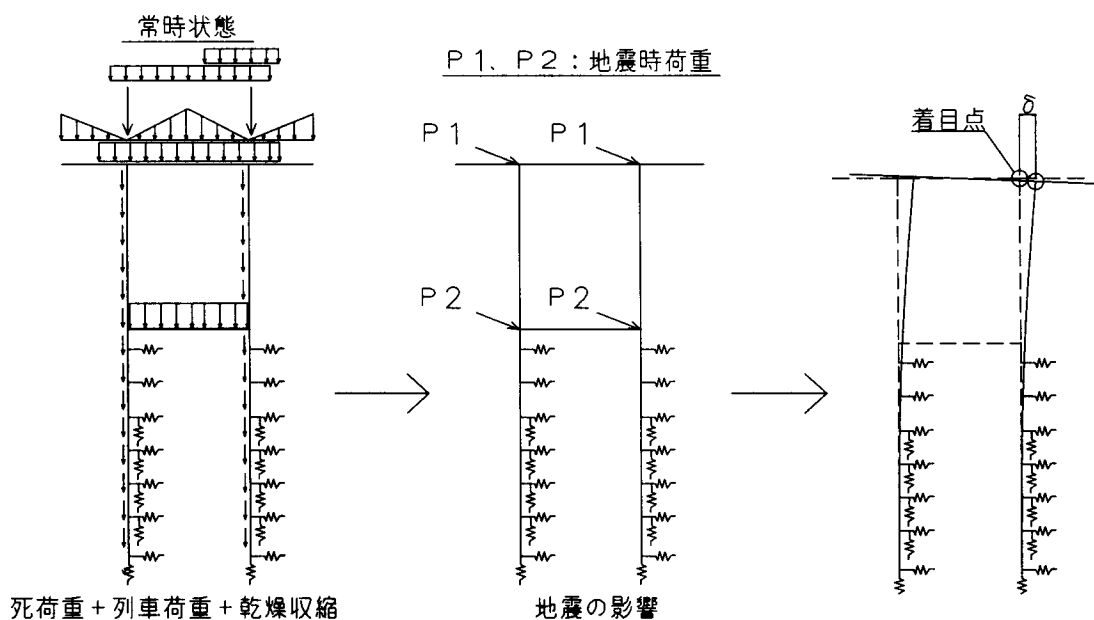 常時状態
P1、P2:地震時荷重
P1
P1
P2
P2
δ
着目点
死荷重+列車荷重+乾燥収縮
地震の影響